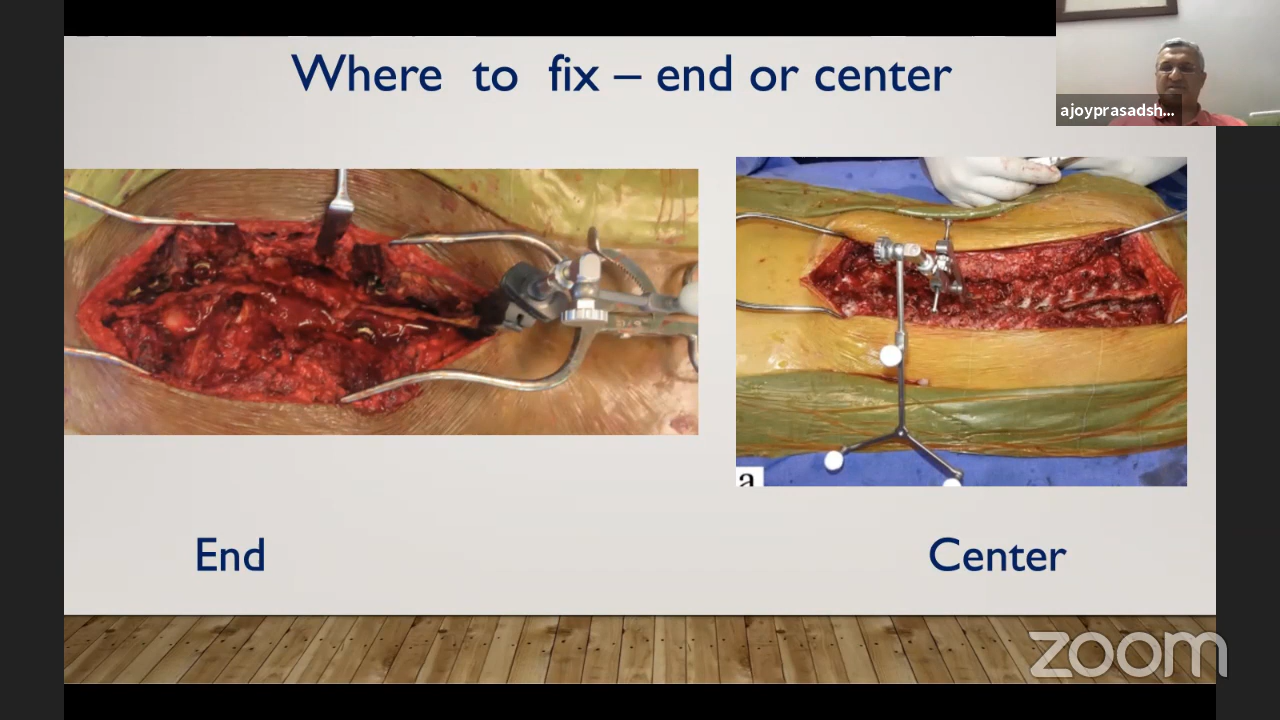 Where to fix – end or center
ajoyprasadsh...
a
End
Center
zoom